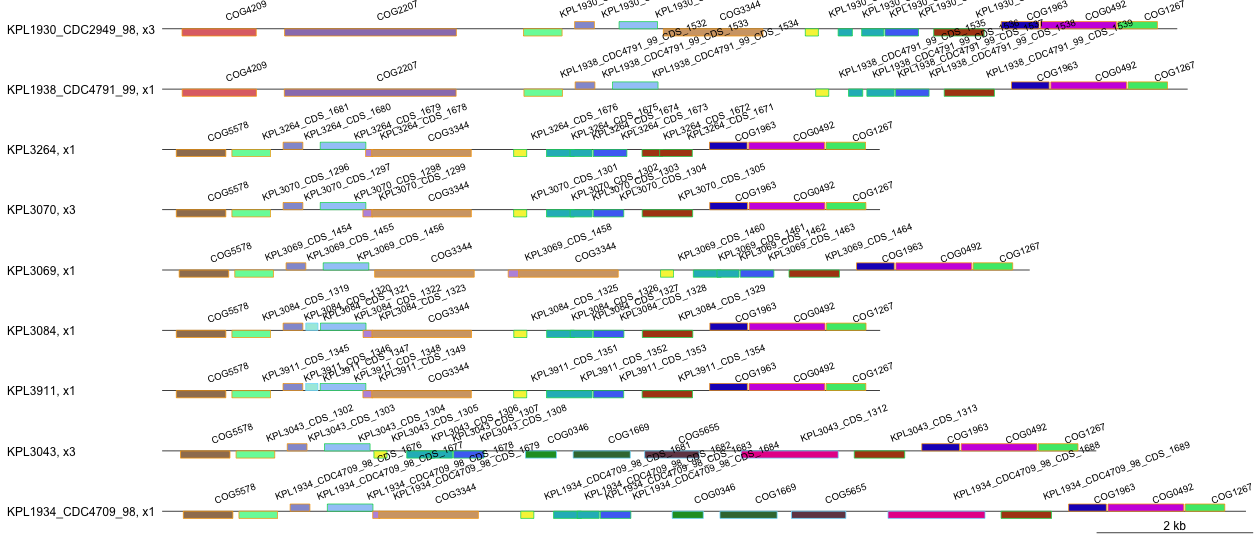 KPL1930_CDC2949_98, x3
COG4209
COG2207
COG3344
COG1963
COG0492
COG1267
KPL1938_CDC4791_99, x1
COG4209
COG2207
KPL1938_CDC4791_99_CDS_1532
KPL1938_CDC4791_99_CDS_1533
KPL1938_CDC4791_99_CDS_1534
KPL1938_CDC4791_99_CDS_1535
KPL1938_CDC4791_99_CDS_1538
KPL1938_CDC4791_99_CDS_1539
COG1963
COG0492
COG1267
KPL3264, x1
COG5578
KPL3264_CDS_1681
KPL3264_CDS_1680
KPL3264_CDS_1679
KPL3264_CDS_1678
COG3344
KPL3264_CDS_1676
KPL3264_CDS_1675
KPL3264_CDS_1674
KPL3264_CDS_1673
KPL3264_CDS_1672
KPL3264_CDS_1671
COG1963
COG0492
COG1267
KPL3070, x3
COG5578
KPL3070_CDS_1296
KPL3070_CDS_1297
KPL3070_CDS_1298
KPL3070_CDS_1299
COG3344
KPL3070_CDS_1301
KPL3070_CDS_1302
KPL3070_CDS_1303
KPL3070_CDS_1304
KPL3070_CDS_1305
COG1963
COG0492
COG1267
KPL3069, x1
COG5578
KPL3069_CDS_1454
KPL3069_CDS_1455
KPL3069_CDS_1456
COG3344
KPL3069_CDS_1458
COG3344
KPL3069_CDS_1460
KPL3069_CDS_1461
KPL3069_CDS_1462
KPL3069_CDS_1463
KPL3069_CDS_1464
COG1963
COG0492
COG1267
KPL3084, x1
COG5578
KPL3084_CDS_1319
KPL3084_CDS_1320
KPL3084_CDS_1321
KPL3084_CDS_1322
KPL3084_CDS_1323
COG3344
KPL3084_CDS_1325
KPL3084_CDS_1326
KPL3084_CDS_1327
KPL3084_CDS_1328
KPL3084_CDS_1329
COG1963
COG0492
COG1267
KPL3911, x1
COG5578
KPL3911_CDS_1345
KPL3911_CDS_1346
KPL3911_CDS_1347
KPL3911_CDS_1348
KPL3911_CDS_1349
COG3344
KPL3911_CDS_1351
KPL3911_CDS_1352
KPL3911_CDS_1353
KPL3911_CDS_1354
COG1963
COG0492
COG1267
KPL3043, x3
COG5578
KPL3043_CDS_1302
KPL3043_CDS_1303
KPL3043_CDS_1304
KPL3043_CDS_1305
KPL3043_CDS_1306
KPL3043_CDS_1307
KPL3043_CDS_1308
COG0346
COG1669
COG5655
KPL3043_CDS_1312
KPL3043_CDS_1313
COG1963
COG0492
COG1267
KPL1934_CDC4709_98, x1
COG5578
KPL1934_CDC4709_98_CDS_1676
KPL1934_CDC4709_98_CDS_1677
KPL1934_CDC4709_98_CDS_1678
KPL1934_CDC4709_98_CDS_1679
COG3344
KPL1934_CDC4709_98_CDS_1681
KPL1934_CDC4709_98_CDS_1682
KPL1934_CDC4709_98_CDS_1683
KPL1934_CDC4709_98_CDS_1684
COG0346
COG1669
COG5655
KPL1934_CDC4709_98_CDS_1688
KPL1934_CDC4709_98_CDS_1689
COG1963
COG0492
COG1267
2 kb